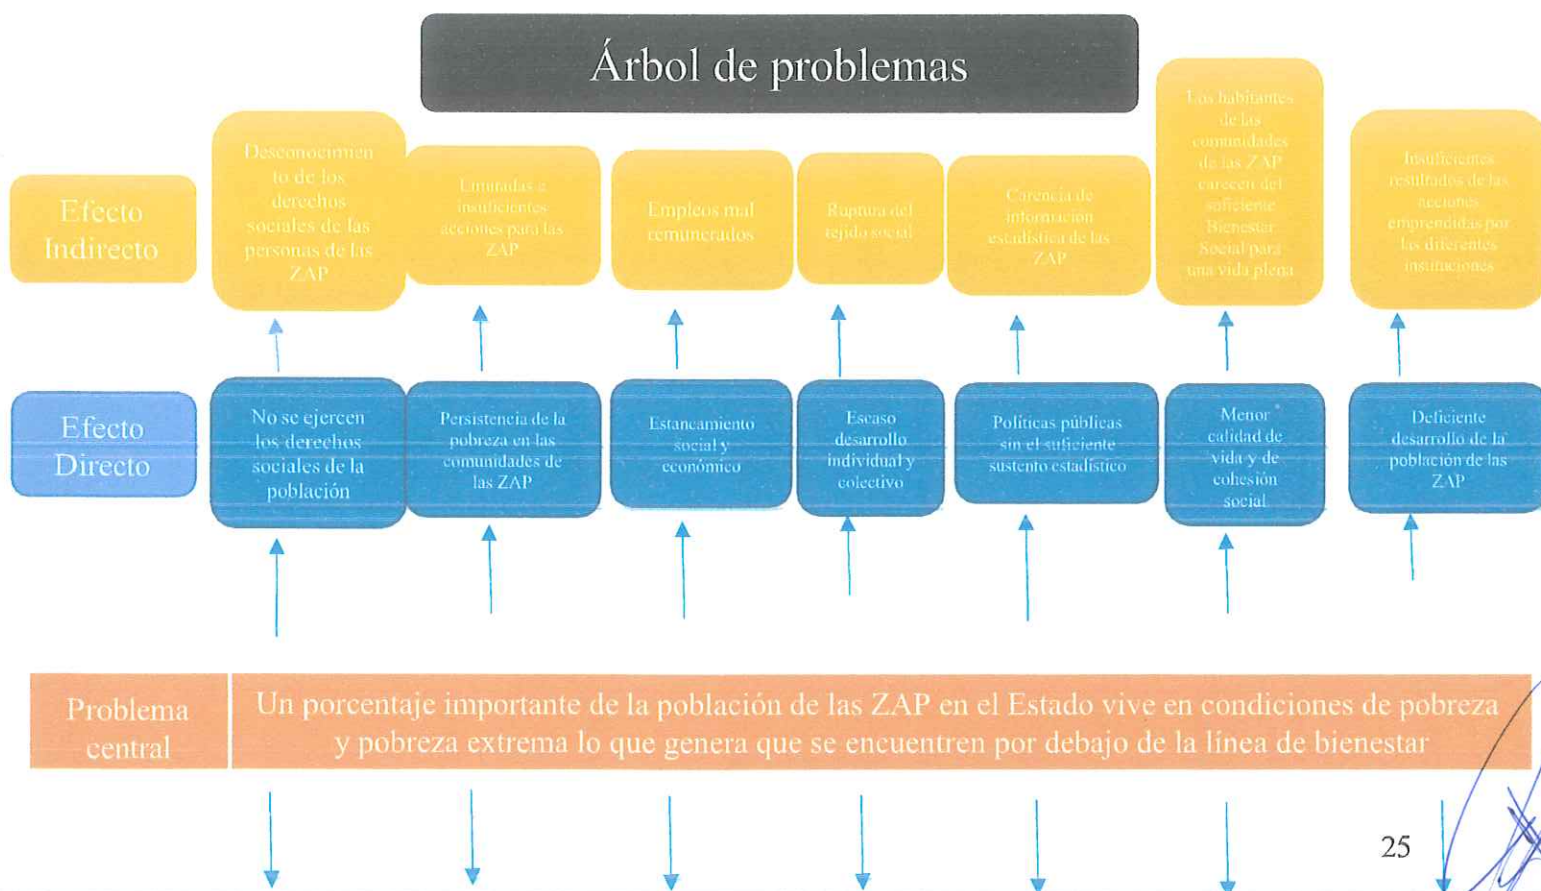 Árbol de problemas
Efecto
Indirecto
Desconocimien
to de los
derechos
sociales de las
personas de las
ZAP
Limitadas e
insuficientes
acciones para las
ZAP
Empleos mal
remunerados
Ruptura del
tejido social
Carencia de
información
estadística de las
ZAP
Los habitantes
de las
comunidades
de las ZAP
carecen del
suficiente
Bienestar
Social para
una vida plena
Insuficientes
resultados de las
acciones
emprendidas por
las diferentes
instituciones
Efecto
Directo
No se ejercen
los derechos
sociales de la
población
Persistencia de la
pobreza en las
comunidades de
las ZAP
Estancamiento
social y
económico
Escaso
desarrollo
individual y
colectivo
Políticas públicas
sin el suficiente
sustento estadístico
Menor
calidad de
vida y de
cohesión
social
Deficiente
desarrollo de la
población de las
ZAP
Problema
central
Un porcentaje importante de la población de las ZAP en el Estado vive en condiciones de pobreza
y pobreza extrema lo que genera que se encuentren por debajo de la línea de bienestar
25